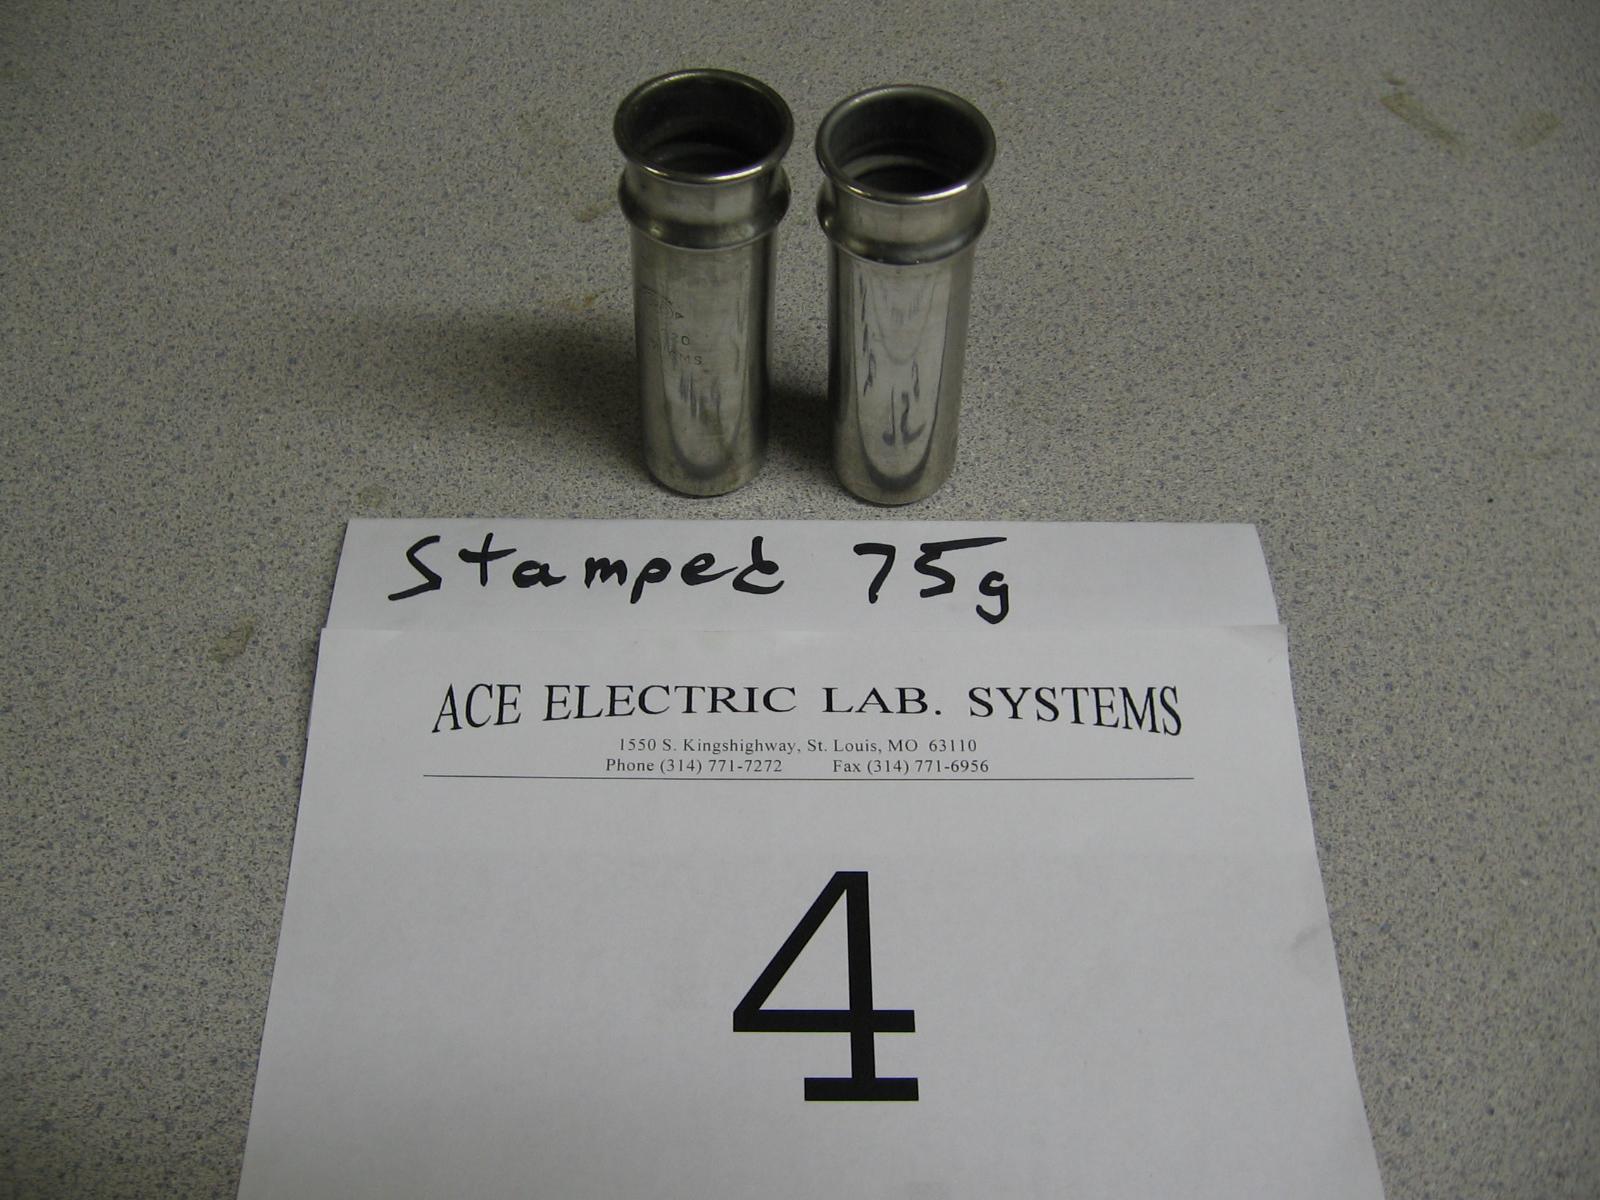 Stamped 75g
ACE ELECTRIC LAB. SYSTEMS
1550 S. Kingshighway, St. Louis, MO 63110
Phone (314) 771-7272 Fax (314) 771-6956
4